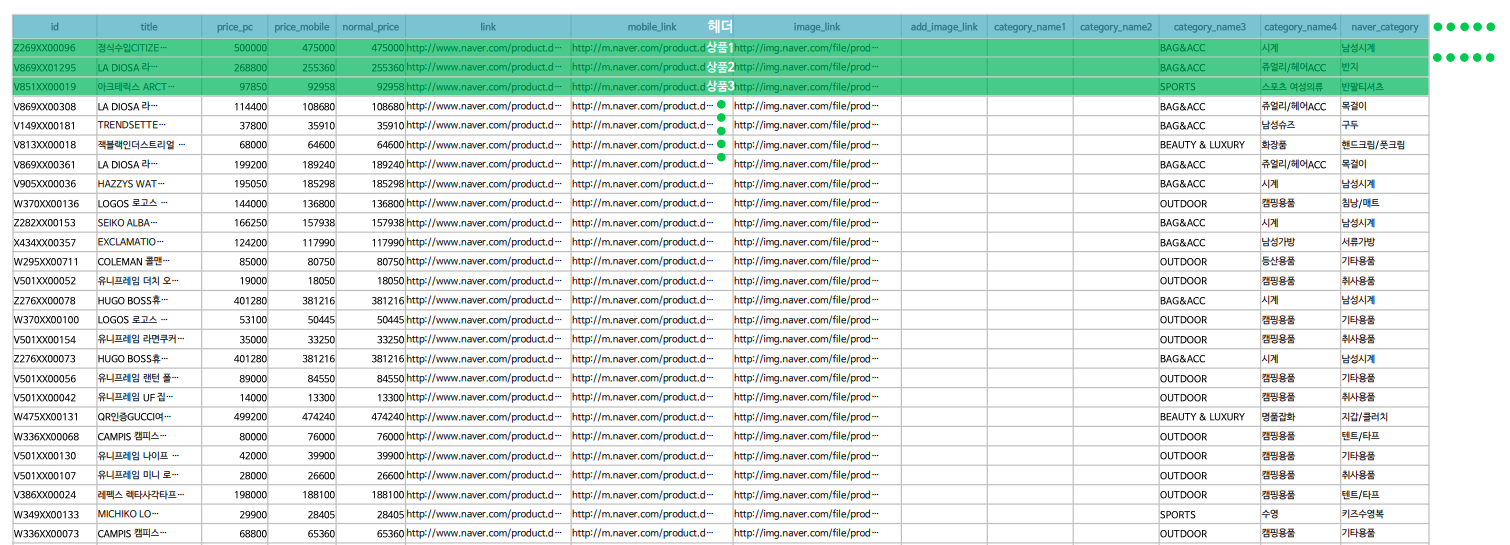 id title price_pc price_mobile normal_price link mobile_link 헤더 image_link add_image_link category_name1 category_name2 category_name3 category_name4 naver_category
Z269XX00096 정식수입CITIZE··· 500000 475000 475000 http://www.naver.com/product.d··· http://m.naver.com/product.d 상품1 http://img.naver.com/file/prod··· BAG&ACC 시계 남성시계
V869XX01295 LA DIOSA 라··· 268800 255360 255360 http://www.naver.com/product.d··· http://m.naver.com/product.d 상품2 http://img.naver.com/file/prod··· BAG&ACC 쥬얼리/헤어ACC 반지
V851XX00019 아크테릭스 ARCT··· 97850 92958 92958 http://www.naver.com/product.d··· http://m.naver.com/product.d 상품3 http://img.naver.com/file/prod··· SPORTS 스포츠 여성의류 반팔티셔츠
V869XX00308 LA DIOSA 라··· 114400 108680 108680 http://www.naver.com/product.d··· http://m.naver.com/product.d··· http://img.naver.com/file/prod··· BAG&ACC 쥬얼리/헤어ACC 목걸이
V149XX00181 TRENDSETTE··· 37800 35910 35910 http://www.naver.com/product.d··· http://m.naver.com/product.d··· http://img.naver.com/file/prod··· BAG&ACC 남성슈즈 구두
V813XX00018 잭블랙인더스트리얼 ··· 68000 64600 64600 http://www.naver.com/product.d··· http://m.naver.com/product.d··· http://img.naver.com/file/prod··· BEAUTY & LUXURY 화장품 핸드크림/풋크림
V869XX00361 LA DIOSA 라··· 199200 189240 189240 http://www.naver.com/product.d··· http://m.naver.com/product.d··· http://img.naver.com/file/prod··· BAG&ACC 쥬얼리/헤어ACC 목걸이
V905XX00036 HAZZYS WAT··· 195050 185298 185298 http://www.naver.com/product.d··· http://m.naver.com/product.d··· http://img.naver.com/file/prod··· BAG&ACC 시계 남성시계
W370XX00136 LOGOS 로고스 ··· 144000 136800 136800 http://www.naver.com/product.d··· http://m.naver.com/product.d··· http://img.naver.com/file/prod··· OUTDOOR 캠핑용품 침낭/매트
Z282XX00153 SEIKO ALBA··· 166250 157938 157938 http://www.naver.com/product.d··· http://m.naver.com/product.d··· http://img.naver.com/file/prod··· BAG&ACC 시계 남성시계
X434XX00357 EXCLAMATIO··· 124200 117990 117990 http://www.naver.com/product.d··· http://m.naver.com/product.d··· http://img.naver.com/file/prod··· BAG&ACC 남성가방 서류가방
W295XX00711 COLEMAN 콜맨··· 85000 80750 80750 http://www.naver.com/product.d··· http://m.naver.com/product.d··· http://img.naver.com/file/prod··· OUTDOOR 등산용품 기타용품
V501XX00052 유니프레임 더치 오··· 19000 18050 18050 http://www.naver.com/product.d··· http://m.naver.com/product.d··· http://img.naver.com/file/prod··· OUTDOOR 캠핑용품 취사용품
Z276XX00078 HUGO BOSS휴··· 401280 381216 381216 http://www.naver.com/product.d··· http://m.naver.com/product.d··· http://img.naver.com/file/prod··· BAG&ACC 시계 남성시계
W370XX00100 LOGOS 로고스 ··· 53100 50445 50445 http://www.naver.com/product.d··· http://m.naver.com/product.d··· http://img.naver.com/file/prod··· OUTDOOR 캠핑용품 기타용품
V501XX00154 유니프레임 라면쿠커··· 35000 33250 33250 http://www.naver.com/product.d··· http://m.naver.com/product.d··· http://img.naver.com/file/prod··· OUTDOOR 캠핑용품 취사용품
Z276XX00073 HUGO BOSS휴··· 401280 381216 381216 http://www.naver.com/product.d··· http://m.naver.com/product.d··· http://img.naver.com/file/prod··· BAG&ACC 시계 남성시계
V501XX00056 유니프레임 랜턴 폴··· 89000 84550 84550 http://www.naver.com/product.d··· http://m.naver.com/product.d··· http://img.naver.com/file/prod··· OUTDOOR 캠핑용품 기타용품
V501XX00042 유니프레임 UF 집··· 14000 13300 13300 http://www.naver.com/product.d··· http://m.naver.com/product.d··· http://img.naver.com/file/prod··· OUTDOOR 캠핑용품 취사용품
W475XX00131 QR인증GUCCI여··· 499200 474240 474240 http://www.naver.com/product.d··· http://m.naver.com/product.d··· http://img.naver.com/file/prod··· BEAUTY & LUXURY 명품잡화 지갑/클러치
W336XX00068 CAMPIS 캠피스··· 80000 76000 76000 http://www.naver.com/product.d··· http://m.naver.com/product.d··· http://img.naver.com/file/prod··· OUTDOOR 캠핑용품 텐트/타프
V501XX00130 유니프레임 나이프 ··· 42000 39900 39900 http://www.naver.com/product.d··· http://m.naver.com/product.d··· http://img.naver.com/file/prod··· OUTDOOR 캠핑용품 기타용품
V501XX00107 유니프레임 미니 로··· 28000 26600 26600 http://www.naver.com/product.d··· http://m.naver.com/product.d··· http://img.naver.com/file/prod··· OUTDOOR 캠핑용품 취사용품
V386XX00024 레펙스 렉타사각타프··· 198000 188100 188100 http://www.naver.com/product.d··· http://m.naver.com/product.d··· http://img.naver.com/file/prod··· OUTDOOR 캠핑용품 텐트/타프
W349XX00133 MICHIKO LO··· 29900 28405 28405 http://www.naver.com/product.d··· http://m.naver.com/product.d··· http://img.naver.com/file/prod··· SPORTS 수영 키즈수영복
W336XX00073 CAMPIS 캠피스··· 68800 65360 65360 http://www.naver.com/product.d··· http://m.naver.com/product.d··· http://img.naver.com/file/prod··· OUTDOOR 캠핑용품 기타용품